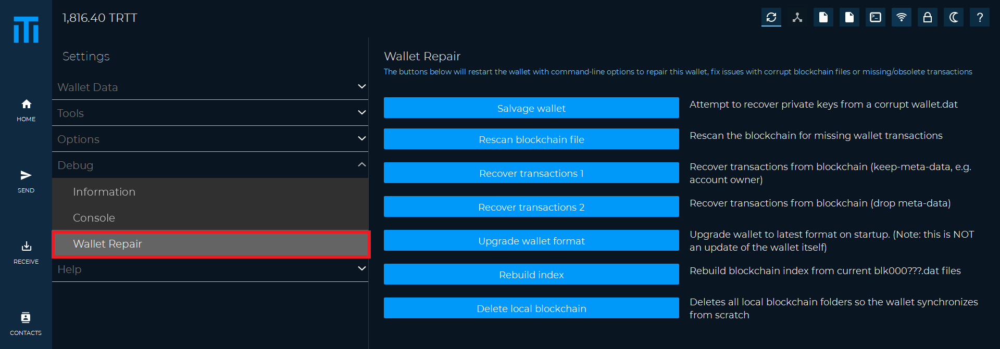 1,816.40 TRTT
HOME
SEND
RECEIVE
CONTACTS
Settings
Wallet Data
Tools
Options
Debug
Information
Console
Wallet Repair
Help
Wallet Repair
The buttons below will restart the wallet with command-line options to repair this wallet, fix issues with corrupt blockchain files or missing/obsolete transactions
Salvage wallet
Attempt to recover private keys from a corrupt wallet.dat
Rescan blockchain file
Rescan the blockchain for missing wallet transactions
Recover transactions 1
Recover transactions from blockchain (keep-meta-data, e.g.
account owner)
Recover transactions 2
Recover transactions from blockchain (drop meta-data)
Upgrade wallet format
Upgrade wallet to latest format on startup. (Note: this is NOT
an update of the wallet itself)
Rebuild index
Rebuild blockchain index from current blk000???.dat files
Delete local blockchain
Deletes all local blockchain folders so the wallet synchronizes
from scratch